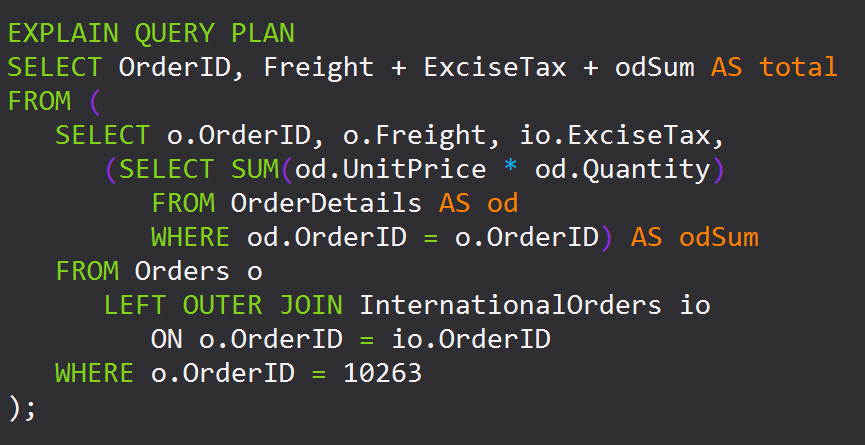 EXPLAIN QUERY PLAN
SELECT OrderID, Freight + ExciseTax + odSum AS total
FROM (
SELECT o.OrderID, o.Freight, io.ExciseTax,
(SELECT SUM(od.UnitPrice * od.Quantity)
FROM OrderDetails AS od
WHERE od.OrderID = o.OrderID) AS odSum
FROM Orders o
LEFT OUTER JOIN InternationalOrders io
ON o.OrderID = io.OrderID
WHERE o.OrderID = 10263
);